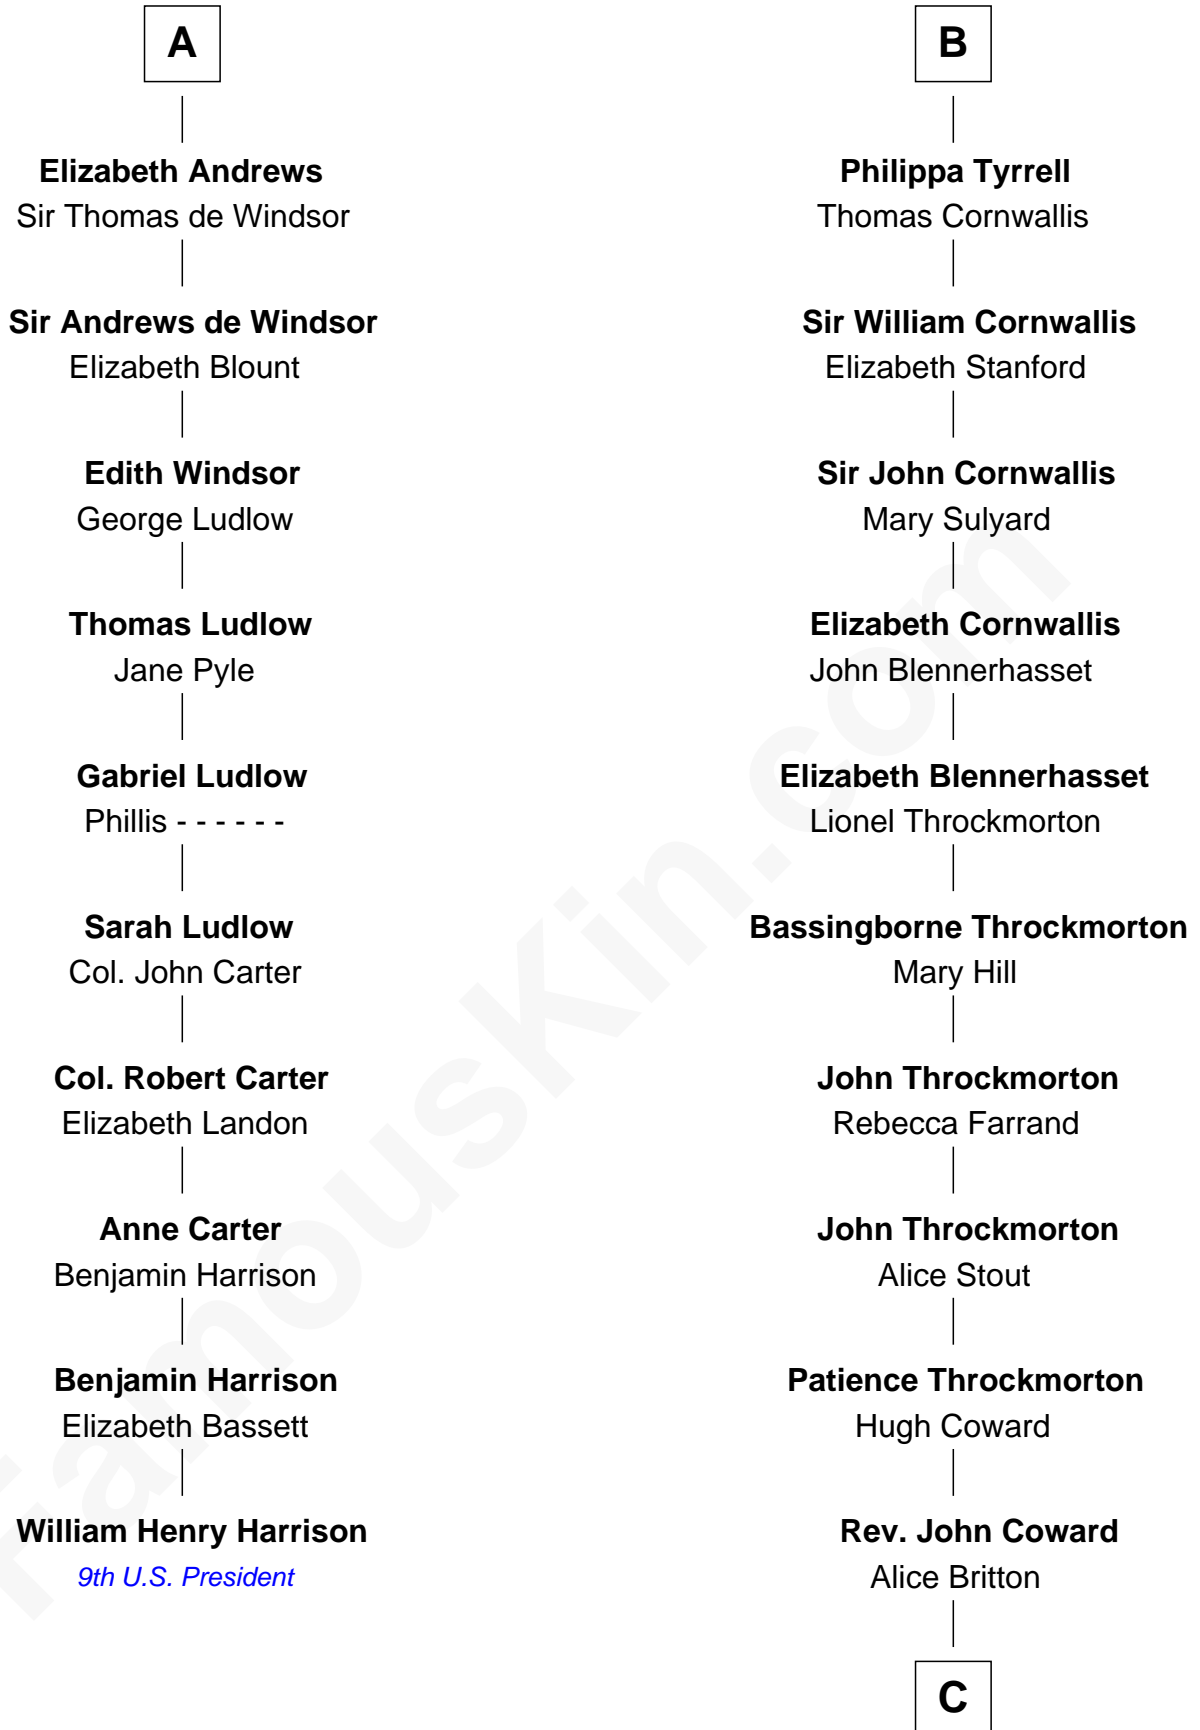 A
Elizabeth Andrews
Sir Thomas de Windsor
Sir Andrews de Windsor
Elizabeth Blount
Edith Windsor
George Ludlow
Thomas Ludlow
Jane Pyle
Gabriel Ludlow
Phillis - - - - - -
Sarah Ludlow
Col. John Carter
Col. Robert Carter
Elizabeth Landon
Anne Carter
Benjamin Harrison
Benjamin Harrison
Elizabeth Bassett
William Henry Harrison
9th U.S. President
B
Philippa Tyrrell
Thomas Cornwallis
Sir William Cornwallis
Elizabeth Stanford
Sir John Cornwallis
Mary Sulyard
Elizabeth Cornwallis
John Blennerhasset
Elizabeth Blennerhasset
Lionel Throckmorton
Bassingborne Throckmorton
Mary Hill
John Throckmorton
Rebecca Farrand
John Throckmorton
Alice Stout
Patience Throckmorton
Hugh Coward
Rev. John Coward
Alice Britton
C
FamousKin.com